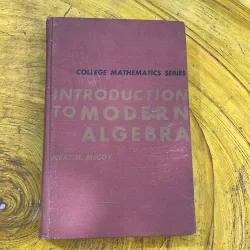 COLLEGE MATHEMATICS SERIES
INTRODUCTION
TO MODERN
ALGEBRA
NEAL H. McCOY